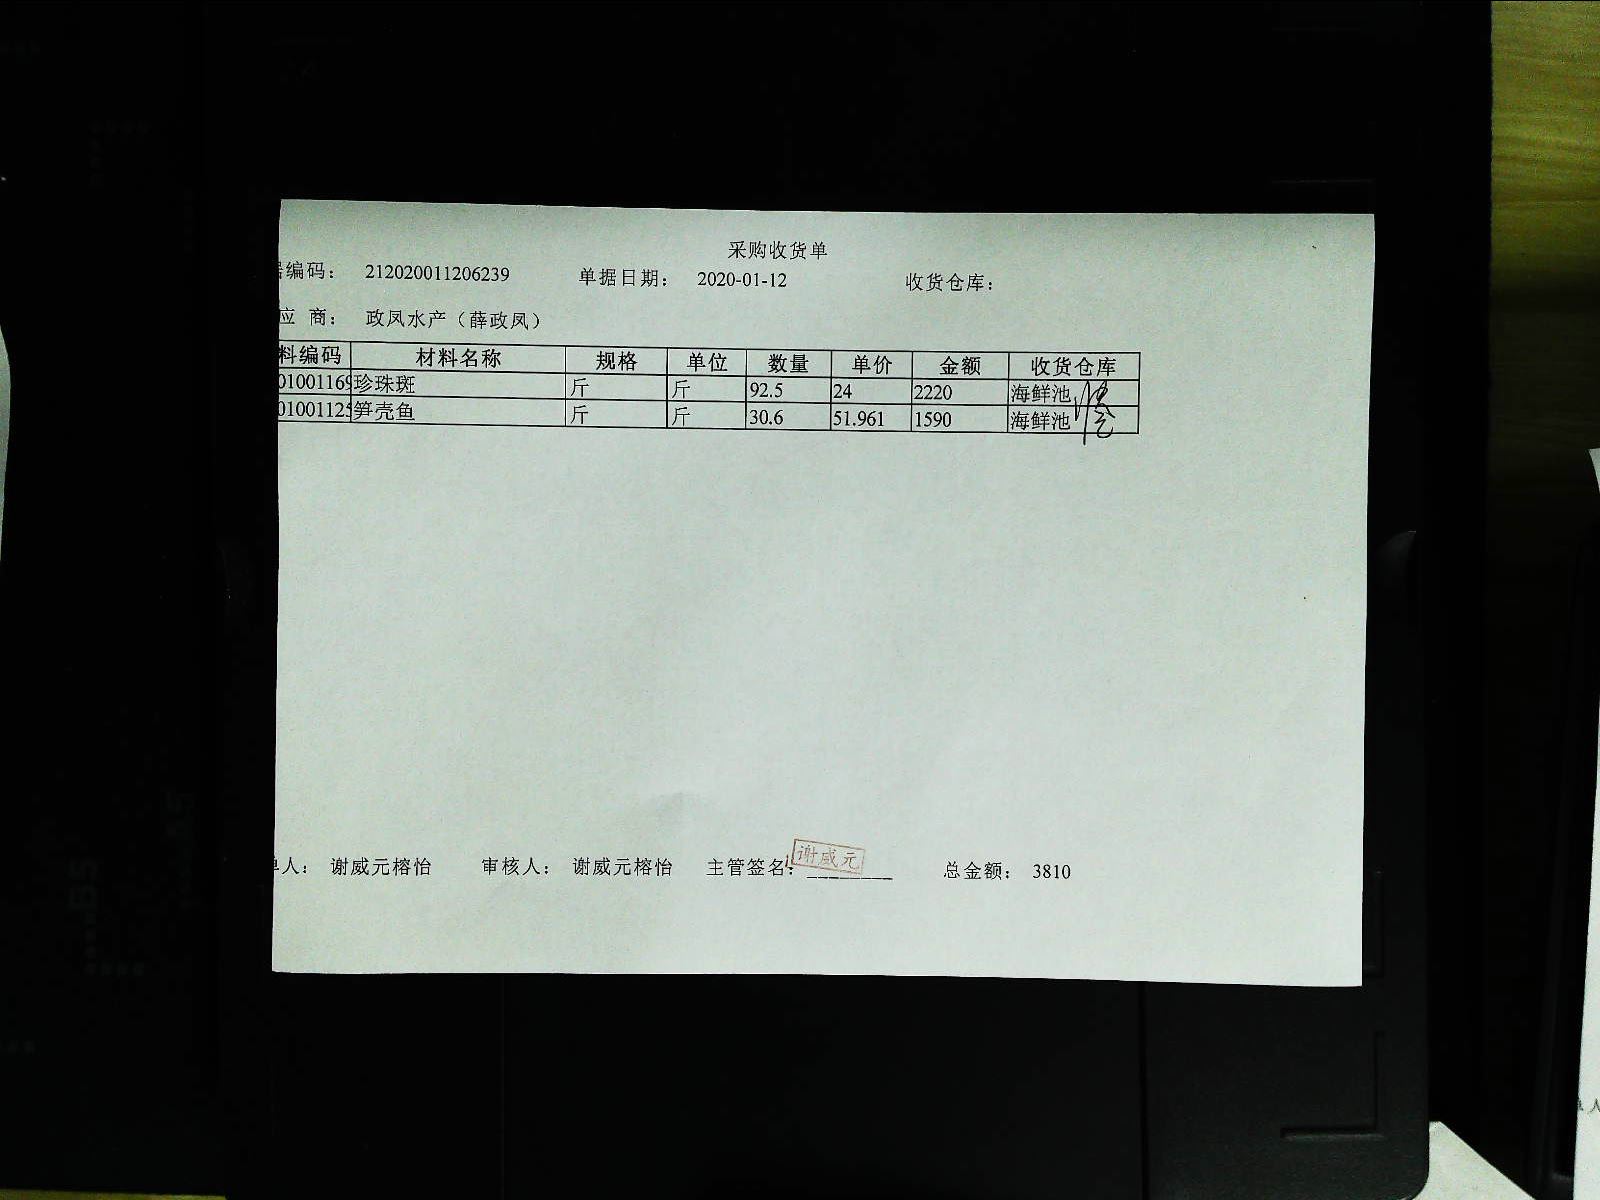 采购收货单
据编码： 212020011206239 单据日期： 2020-01-12 收货仓库：
应 商： 政凤水产（薛政凤）
料编码 材料名称 规格 单位 数量 单价 金额 收货仓库
01001169 珍珠斑 斤 斤 92.5 24 2220 海鲜池
01001125 笋壳鱼 斤 斤 30.6 51.961 1590 海鲜池
单人： 谢威元榕怡 审核人： 谢威元榕怡 主管签名： 谢威元 总金额： 3810